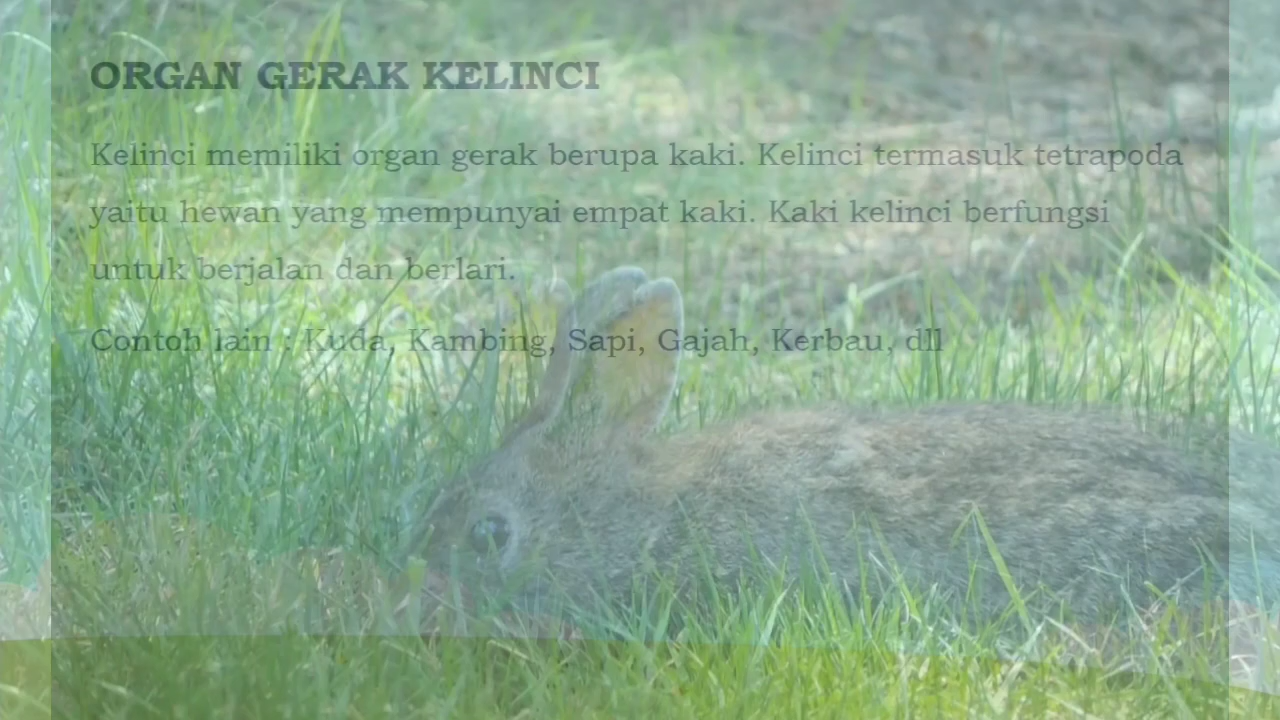 ORGAN GERAK KELINCI
Kelinci memiliki organ gerak berupa kaki. Kelinci termasuk tetrapoda
yaitu hewan yang mempunyai empat kaki. Kaki kelinci berfungsi
untuk berjalan dan berlari.
Contoh lain : Kuda, Kambing, Sapi, Gajah, Kerbau, dll